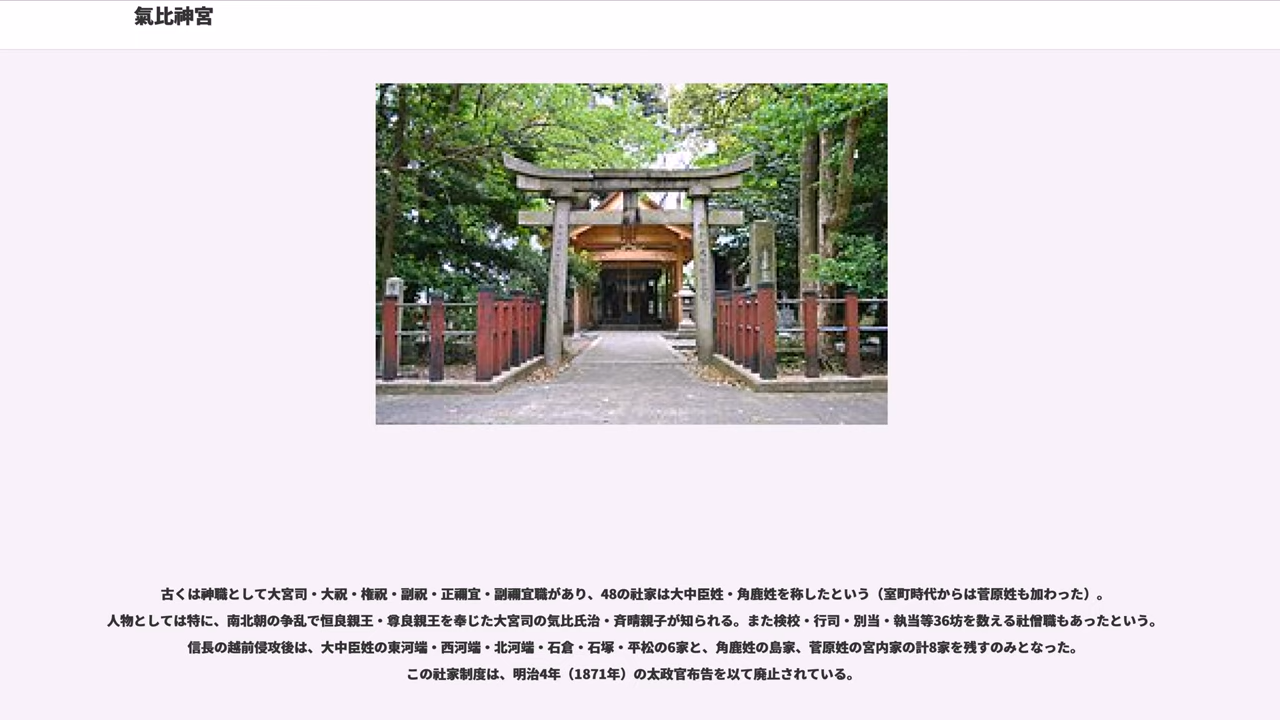 氣比神宮
古くは神職として大宮司・大祝・権祝・副祝・正禰宜・副禰宜職があり、48の社家は大中臣姓・角鹿姓を称したという（室町時代からは菅原姓も加わった）。
人物としては特に、南北朝の争乱で恒良親王・尊良親王を奉じた大宮司の気比氏治・斉晴親子が知られる。また検校・行司・別当・執当等36坊を数える社僧職もあったという。
信長の越前侵攻後は、大中臣姓の東河端・西河端・北河端・石倉・石塚・平松の6家と、角鹿姓の島家、菅原姓の宮内家の計8家を残すのみとなった。
この社家制度は、明治4年（1871年）の太政官布告を以て廃止されている。